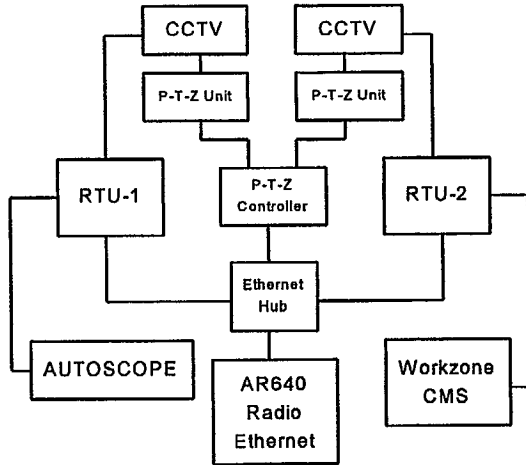 CCTV
CCTV
P-T-Z Unit
P-T-Z Unit
RTU-1
P-T-Z
Controller
RTU-2
Ethernet
Hub
AUTOSCOPE
AR640
Radio
Ethernet
Workzone
CMS